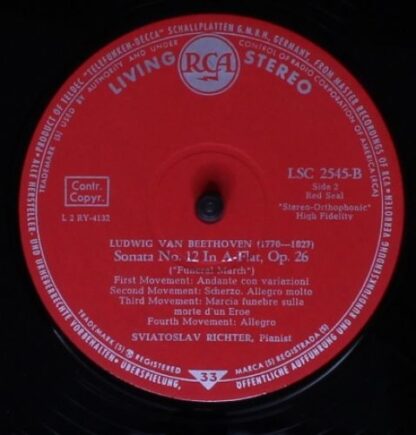 PRODUCT OF TELDEC »TELEFUNKEN-DECCA« SCHALLPLATTEN G.M.B.H., GERMANY, FROM MASTER RECORDINGS OF RCA
TRADEMARK (S) USED BY AUTHORITY AND UNDER CONTROL OF RADIO CORPORATION OF AMERICA (RCA)
LIVING RCA STEREO
Contr.
Copyr.
L 2 RY-4132
LSC 2545-B
Side 2
Red Seal
"Stereo-Orthophonic"
High Fidelity
LUDWIG VAN BEETHOVEN (1770—1827)
Sonata No. 12 In A-Flat, Op. 26
("Funeral March")
First Movement: Andante con variazioni
Second Movement: Scherzo. Allegro molto
Third Movement: Marcia funebre sulla
morte d'un Eroe
Fourth Movement: Allegro
SVIATOSLAV RICHTER, Pianist
TRADEMARK (S) ® REGISTERED
MARCA (S) REGISTRADA(S)
33
ALLE HERSTELLER- UND URHEBERRECHTE VORBEHALTEN · ÜBERSPIELUNG, ÖFFENTLICHE AUFFÜHRUNG UND RUNDFUNKSENDUNG VERBOTEN